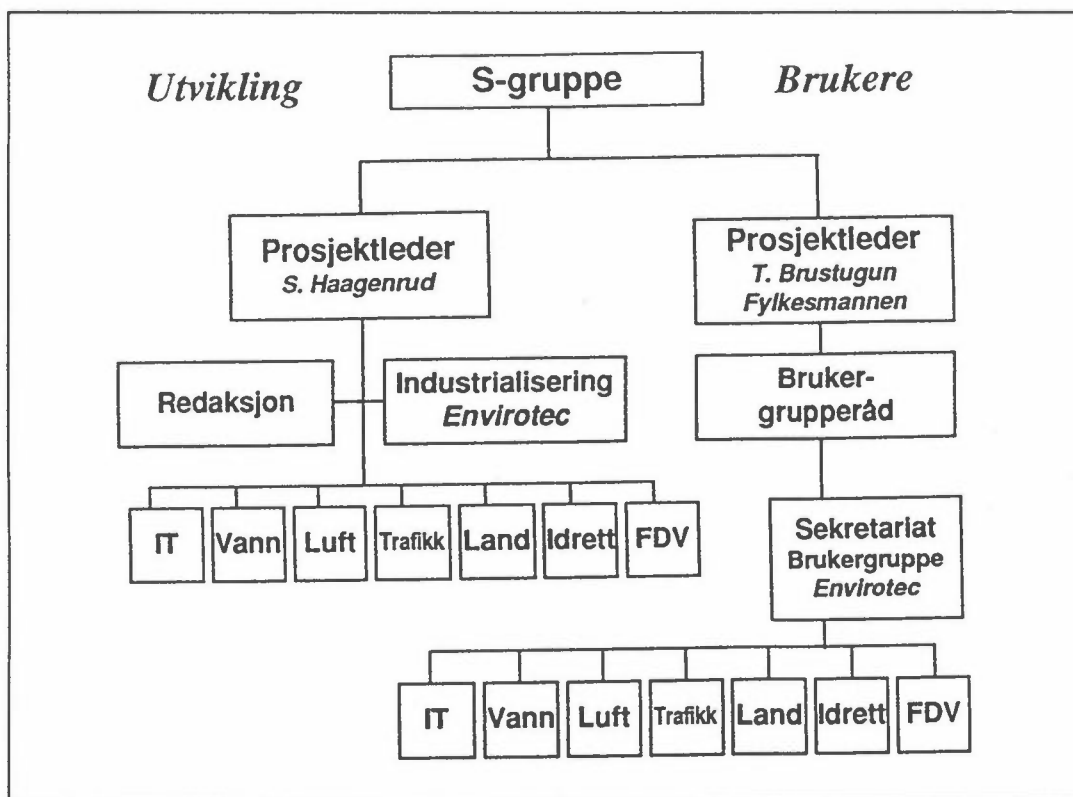 Utvikling
S-gruppe
Brukere
Prosjektleder
S. Haagenrud
Prosjektleder
T. Brustugun
Fylkesmannen
Redaksjon
Industrialisering
Envirotec
Bruker-
grupperåd
IT
Vann
Luft
Trafikk
Land
Idrett
FDV
Sekretariat
Brukergruppe
Envirotec
IT
Vann
Luft
Trafikk
Land
Idrett
FDV